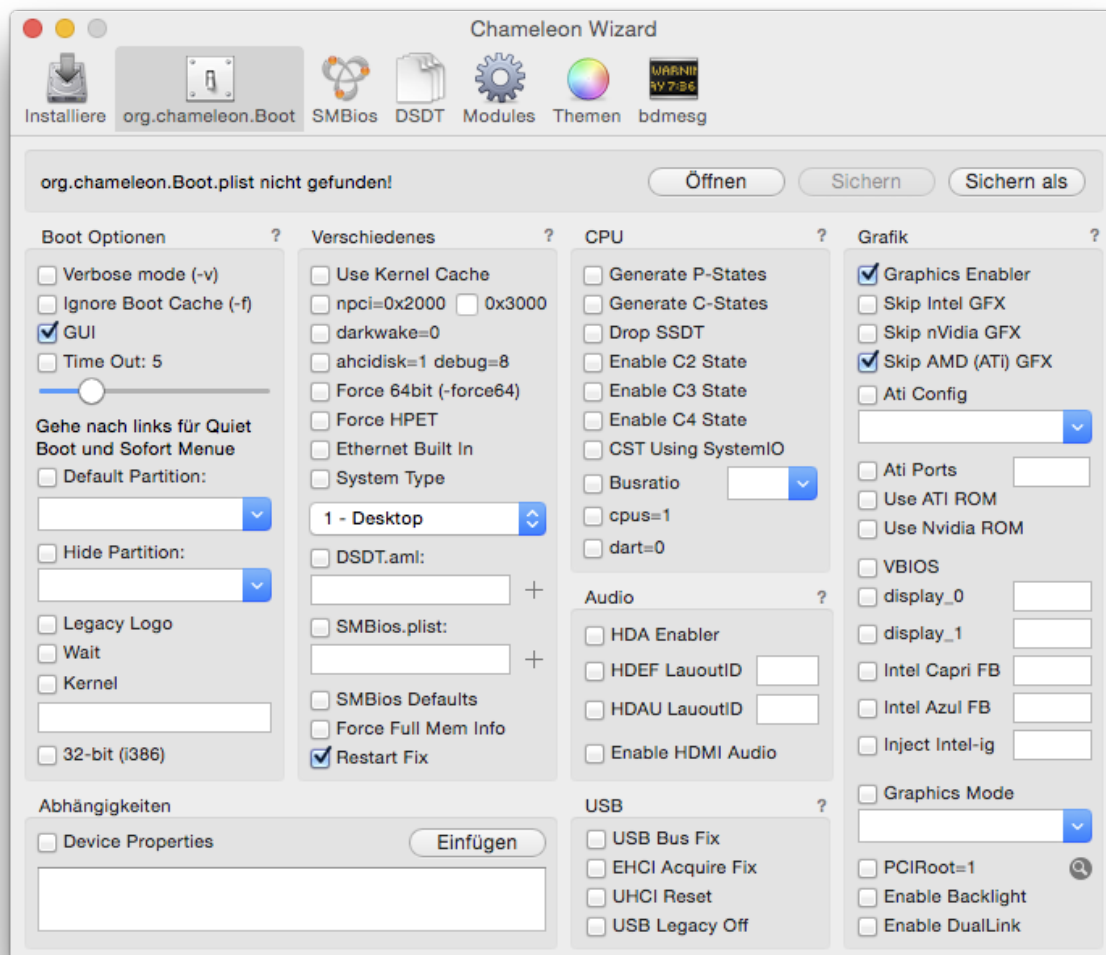 Chameleon Wizard
Installiere org.chameleon.Boot SMBios DSDT Modules Themen bdmesg
org.chameleon.Boot.plist nicht gefunden! Öffnen Sichern Sichern als
Boot Optionen ?
Verbose mode (-v)
Ignore Boot Cache (-f)
GUI
Time Out: 5
Gehe nach links für Quiet
Boot und Sofort Menue
Default Partition:
Hide Partition:
Legacy Logo
Wait
Kernel
32-bit (i386)
Verschiedenes ?
Use Kernel Cache
npci=0x2000 0x3000
darkwake=0
ahcidisk=1 debug=8
Force 64bit (-force64)
Force HPET
Ethernet Built In
System Type
1 - Desktop
DSDT.aml:
SMBios.plist:
SMBios Defaults
Force Full Mem Info
Restart Fix
Abhängigkeiten
Device Properties Einfügen
CPU ?
Generate P-States
Generate C-States
Drop SSDT
Enable C2 State
Enable C3 State
Enable C4 State
CST Using SystemIO
Busratio
cpus=1
dart=0
Audio ?
HDA Enabler
HDEF LauoutID
HDAU LauoutID
Enable HDMI Audio
USB ?
USB Bus Fix
EHCI Acquire Fix
UHCI Reset
USB Legacy Off
Grafik ?
Graphics Enabler
Skip Intel GFX
Skip nVidia GFX
Skip AMD (ATi) GFX
Ati Config
Ati Ports
Use ATI ROM
Use Nvidia ROM
VBIOS
display_0
display_1
Intel Capri FB
Intel Azul FB
Inject Intel-ig
Graphics Mode
PCIRoot=1
Enable Backlight
Enable DualLink